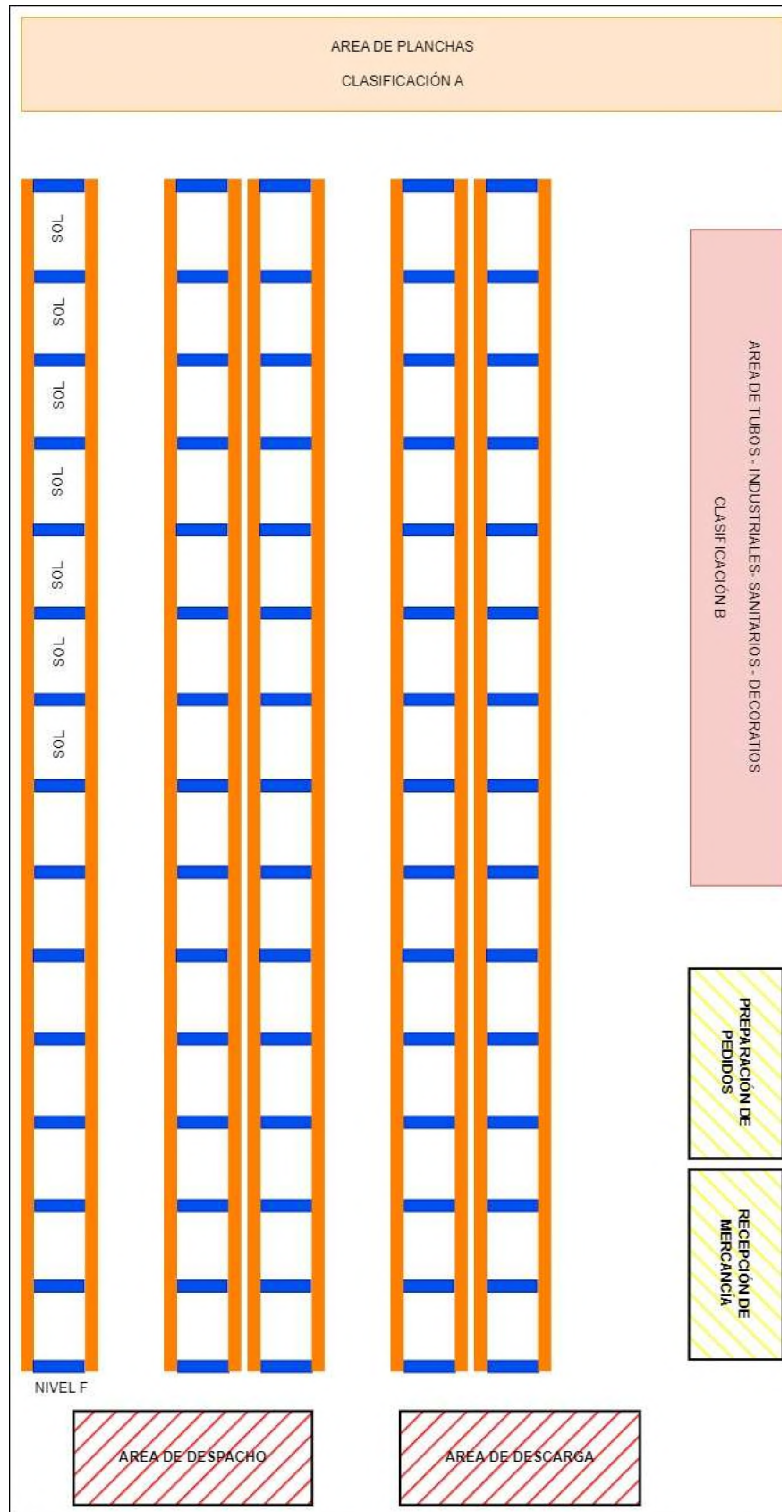 AREA DE PLANCHAS
CLASIFICACIÓN A
SOL
SOL
SOL
SOL
SOL
SOL
SOL
AREA DE TUBOS - INDUSTRIALES- SANITARIOS - DECORATIOS
CLASIFICACIÓN B
PREPARACIÓN DE
PEDIDOS
RECEPCIÓN DE
MERCANCÍA
NIVEL F
AREA DE DESPACHO
AREA DE DESCARGA